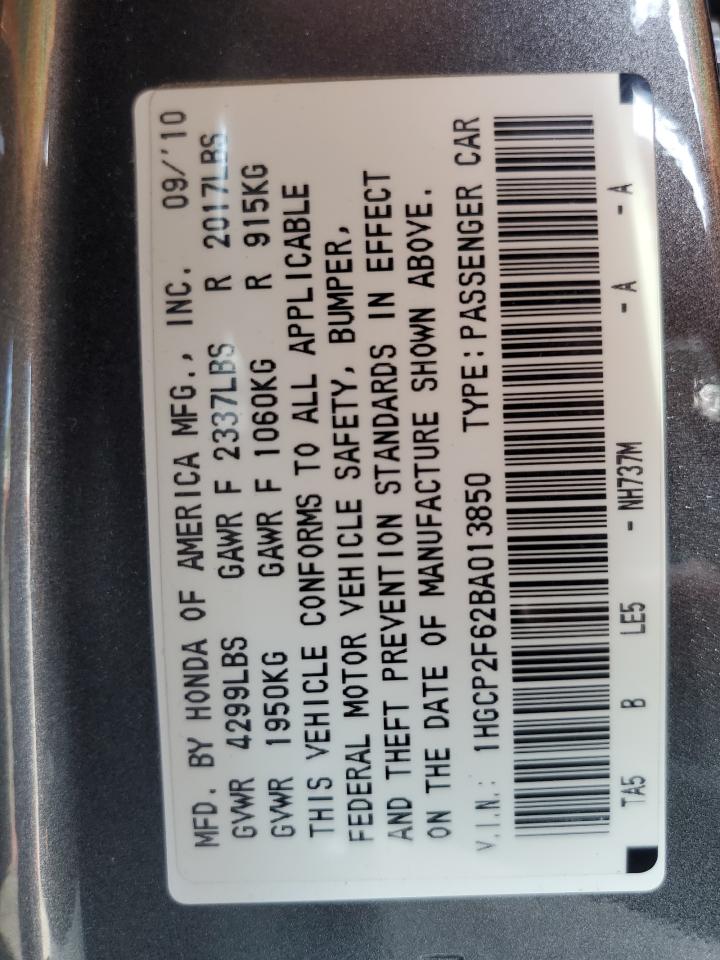 MFD. BY HONDA OF AMERICA MFG., INC. 09/'10
GVWR 4299LBS GAWR F 2337LBS R 2017LBS
GVWR 1950KG GAWR F 1060KG R 915KG
THIS VEHICLE CONFORMS TO ALL APPLICABLE
FEDERAL MOTOR VEHICLE SAFETY, BUMPER,
AND THEFT PREVENTION STANDARDS IN EFFECT
ON THE DATE OF MANUFACTURE SHOWN ABOVE.
V.I.N.: 1HGCP2F62BA013850 TYPE:PASSENGER CAR
TA5 B LE5 - NH737M - A - A